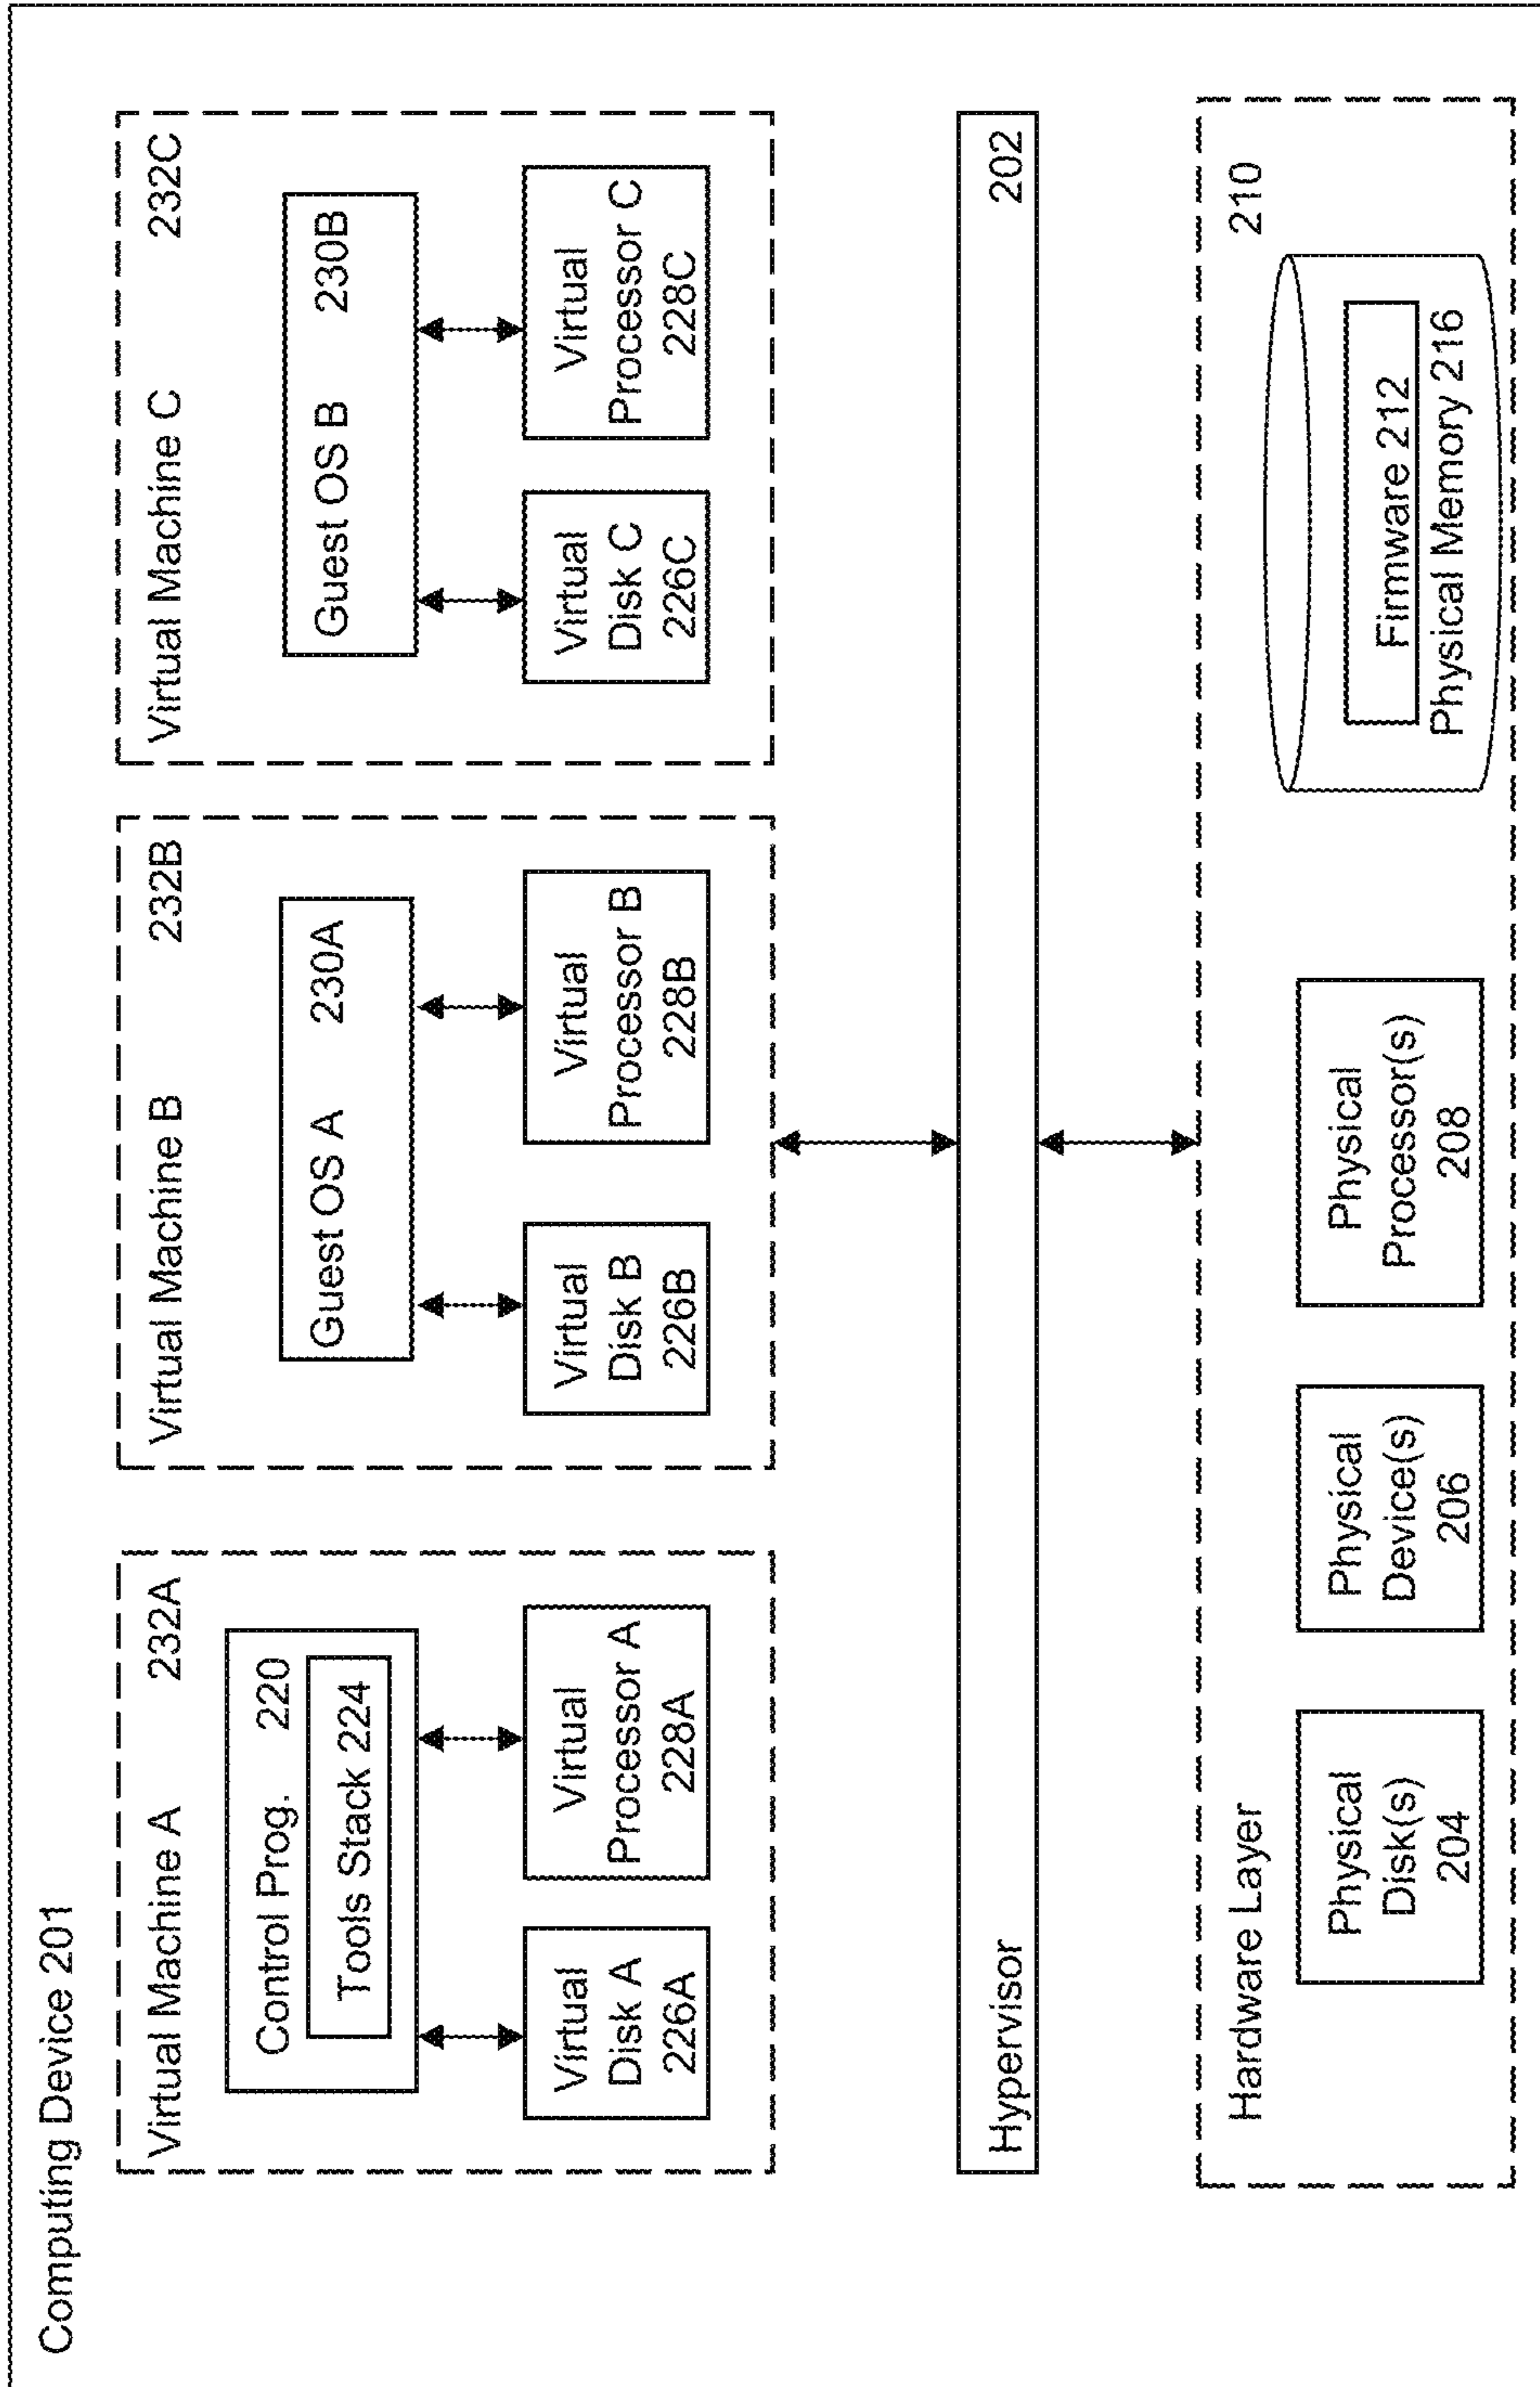 Computing Device 201
Virtual Machine A 232A
Control Prog. 220
Tools Stack 224
Virtual
Disk A
226A
Virtual
Processor A
228A
Virtual Machine B 232B
Guest OS A 230A
Virtual
Disk B
226B
Virtual
Processor B
228B
Virtual Machine C 232C
Guest OS B 230B
Virtual
Disk C
226C
Virtual
Processor C
228C
Hypervisor 202
Hardware Layer 210
Physical
Disk(s)
204
Physical
Device(s)
206
Physical
Processor(s)
208
Firmware 212
Physical Memory 216